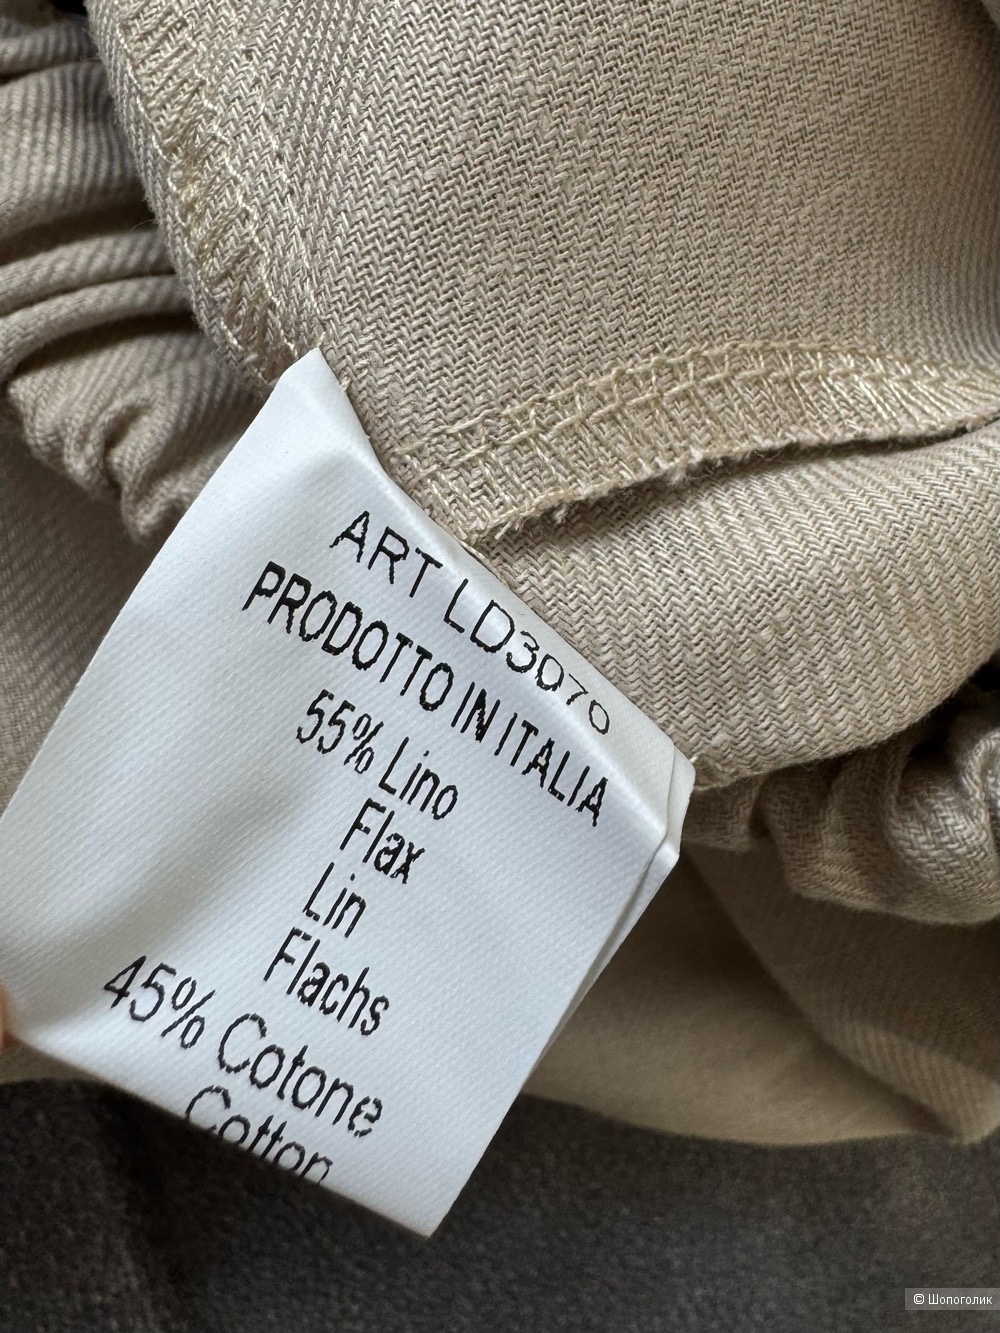 ART LD3070
PRODOTTO IN ITALIA
55% Lino
Flax
Lin
Flachs
45% Cotone
Cotton
© Шопоголик